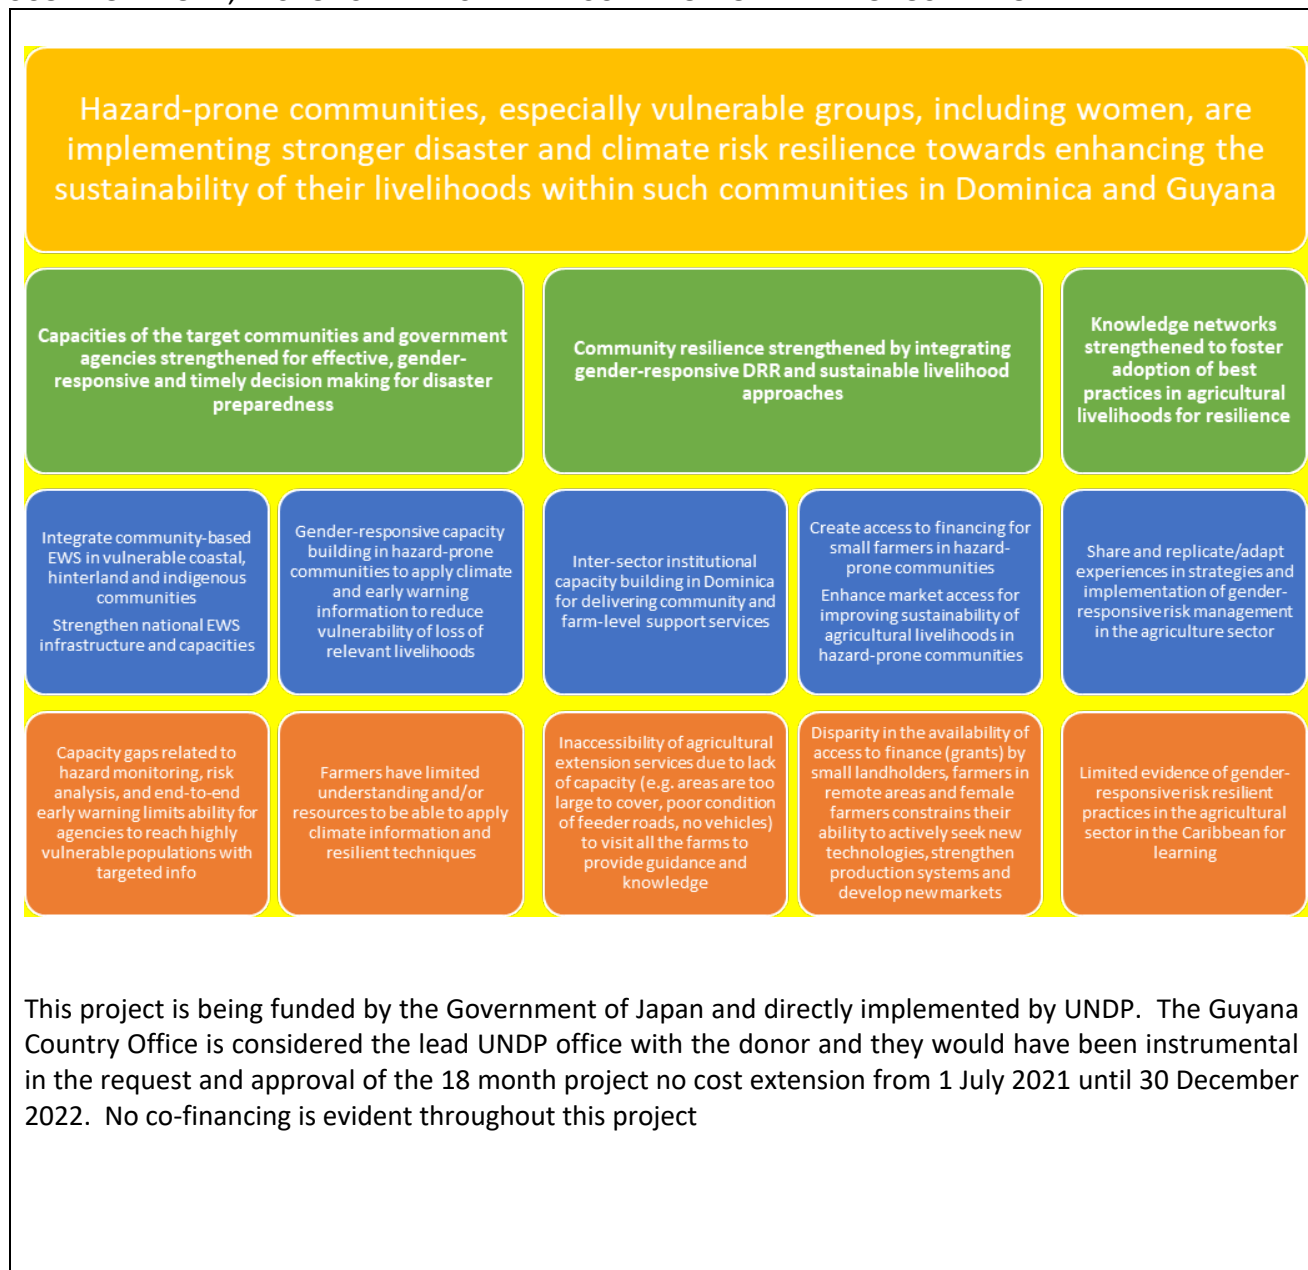 Hazard-prone communities, especially vulnerable groups, including women, are
implementing stronger disaster and climate risk resilience towards enhancing the
sustainability of their livelihoods within such communities in Dominica and Guyana
Capacities of the target communities and government
agencies strengthened for effective, gender-
responsive and timely decision making for disaster
preparedness
Community resilience strengthened by integrating
gender-responsive DRR and sustainable livelihood
approaches
Knowledge networks
strengthened to foster
adoption of best
practices in agricultural
livelihoods for resilience
Integrate community-based
EWS in vulnerable coastal,
hinterland and indigenous
communities
Strengthen national EWS
infrastructure and capacities
Gender-responsive capacity
building in hazard-prone
communities to apply climate
and early warning
information to reduce
vulnerability of loss of
relevant livelihoods
Inter-sector institutional
capacity building in Dominica
for delivering community and
farm-level support services
Create access to financing for
small farmers in hazard-
prone communities
Enhance market access for
improving sustainability of
agricultural livelihoods in
hazard-prone communities
Share and replicate/adapt
experiences in strategies and
implementation of gender-
responsive risk management
in the agriculture sector
Capacity gaps related to
hazard monitoring, risk
analysis, and end-to-end
early warning limits ability for
agencies to reach highly
vulnerable populations with
targeted info
Farmers have limited
understanding and/or
resources to be able to apply
climate information and
resilient techniques
Inaccessibility of agricultural
extension services due to lack
of capacity (e.g. areas are too
large to cover, poor condition
of feeder roads, no vehicles)
to visit all the farms to
provide guidance and
knowledge
Disparity in the availability of
access to finance (grants) by
small landholders, farmers in
remote areas and female
farmers constrains their
ability to actively seek new
technologies, strengthen
production systems and
develop new markets
Limited evidence of gender-
responsive risk resilient
practices in the agricultural
sector in the Caribbean for
learning
This project is being funded by the Government of Japan and directly implemented by UNDP. The Guyana
Country Office is considered the lead UNDP office with the donor and they would have been instrumental
in the request and approval of the 18 month project no cost extension from 1 July 2021 until 30 December
2022. No co-financing is evident throughout this project